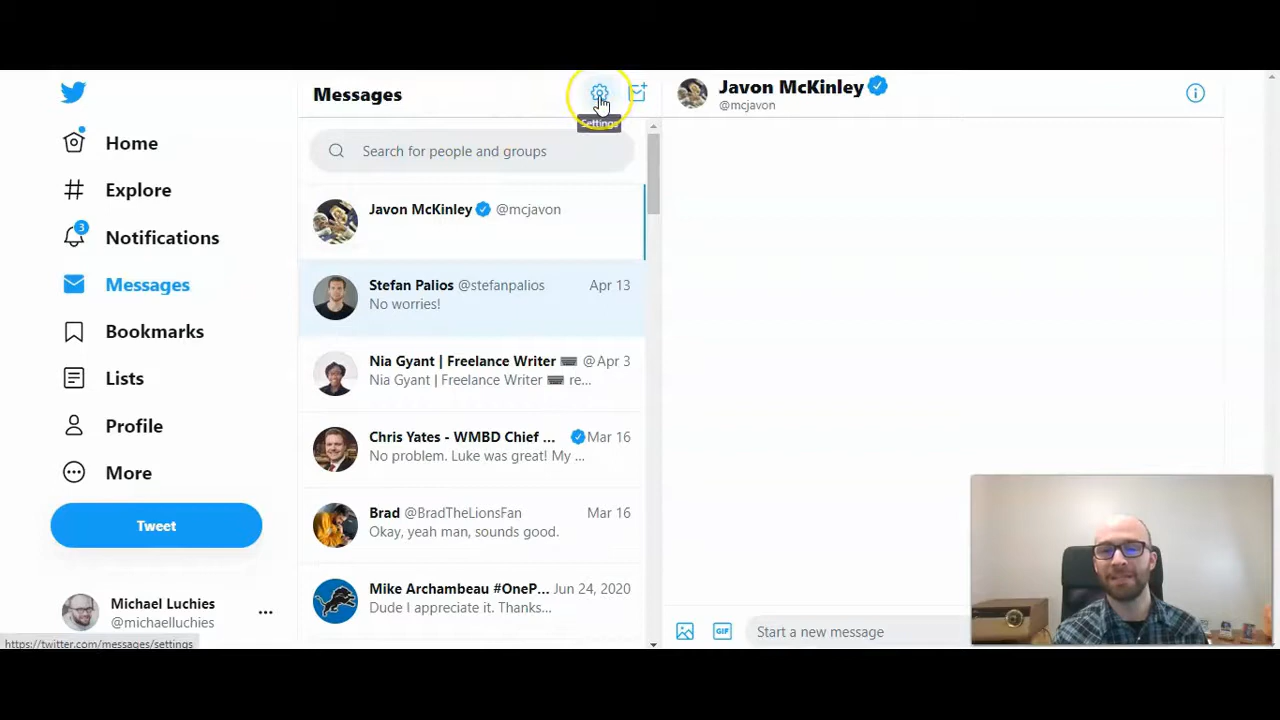 Messages
Settings
Search for people and groups
Home
Explore
3
Notifications
Messages
Bookmarks
Lists
Profile
More
Tweet
Michael Luchies
@michaelluchies
https://twitter.com/messages/settings
Javon McKinley @mcjavon
Stefan Palios @stefanpalios Apr 13
No worries!
Nia Gyant | Freelance Writer @ Apr 3
Nia Gyant | Freelance Writer re...
Chris Yates - WMBD Chief ... Mar 16
No problem. Luke was great! My ...
Brad @BradTheLionsFan Mar 16
Okay, yeah man, sounds good.
Mike Archambeau #OneP... Jun 24, 2020
Dude I appreciate it. Thanks...
Javon McKinley
@mcjavon
GIF
Start a new message